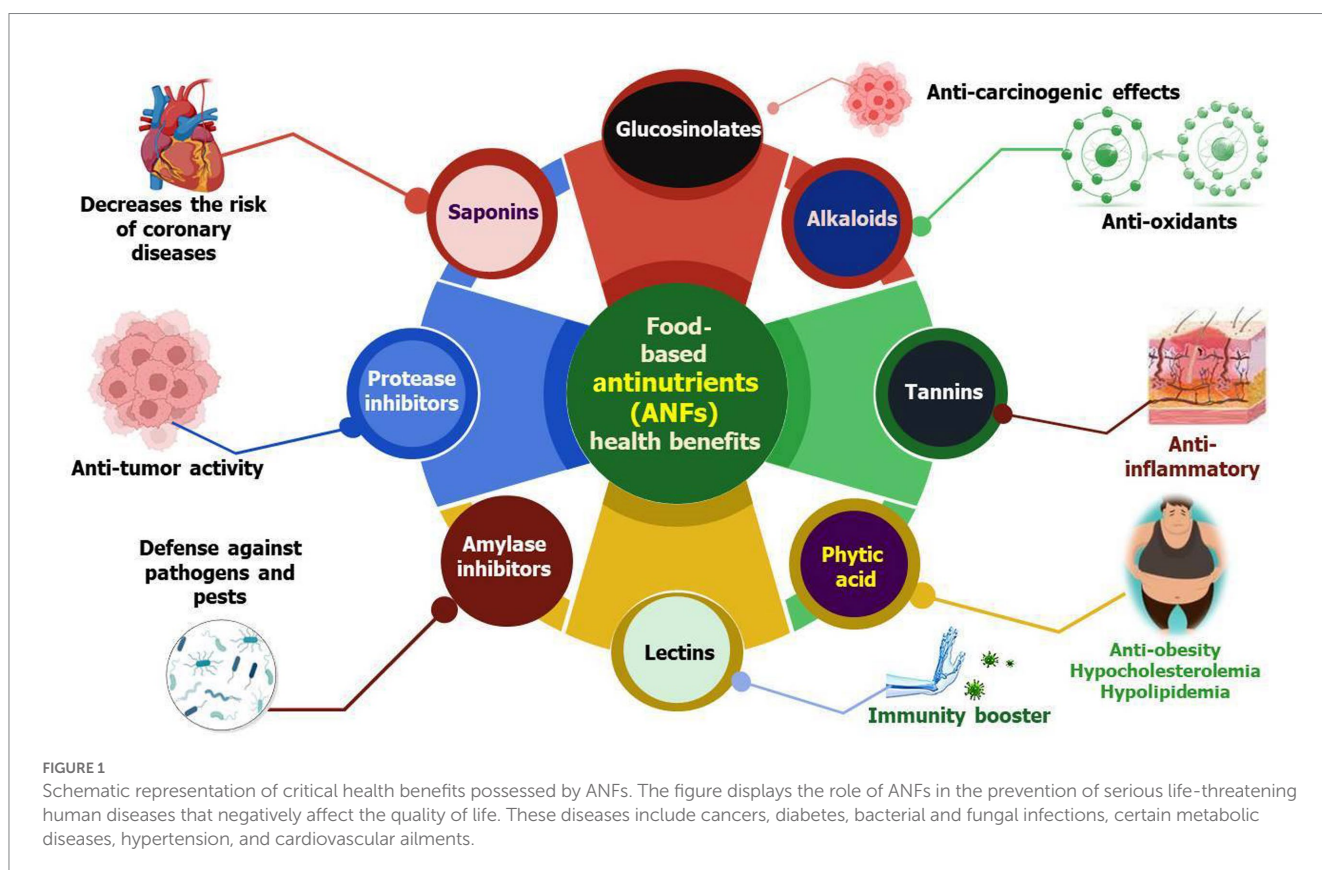 Glucosinolates
Anti-carcinogenic effects
Saponins
Alkaloids
Decreases the risk
of coronary
diseases
Anti-oxidants
Food-
based
antinutrients
(ANFs)
health benefits
Protease
inhibitors
Tannins
Anti-tumor activity
Anti-
inflammatory
Defense against
pathogens and
pests
Amylase
inhibitors
Phytic
acid
Lectins
Anti-obesity
Hypocholesterolemia
Hypolipidemia
Immunity booster
FIGURE 1
Schematic representation of critical health benefits possessed by ANFs. The figure displays the role of ANFs in the prevention of serious life-threatening
human diseases that negatively affect the quality of life. These diseases include cancers, diabetes, bacterial and fungal infections, certain metabolic
diseases, hypertension, and cardiovascular ailments.